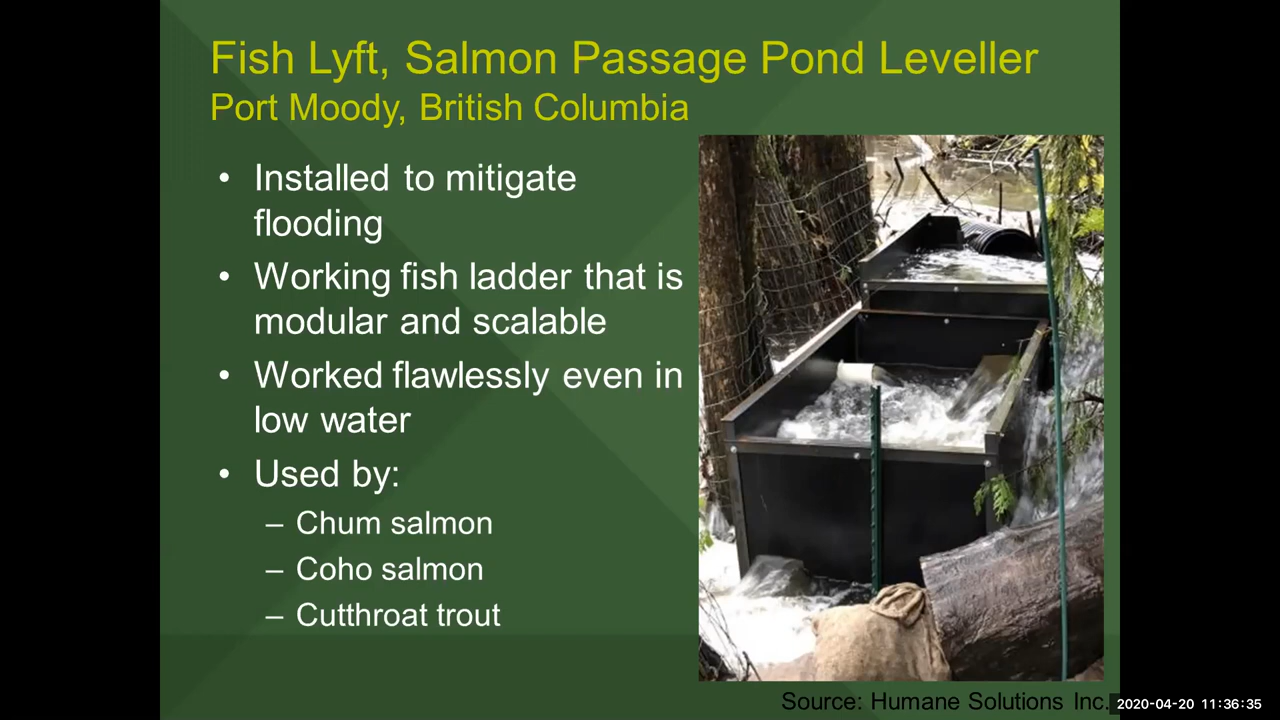 Fish Lyft, Salmon Passage Pond Leveller
Port Moody, British Columbia
• Installed to mitigate
flooding
• Working fish ladder that is
modular and scalable
• Worked flawlessly even in
low water
• Used by:
– Chum salmon
– Coho salmon
– Cutthroat trout
Source: Humane Solutions Inc.
2020-04-20 11:36:35